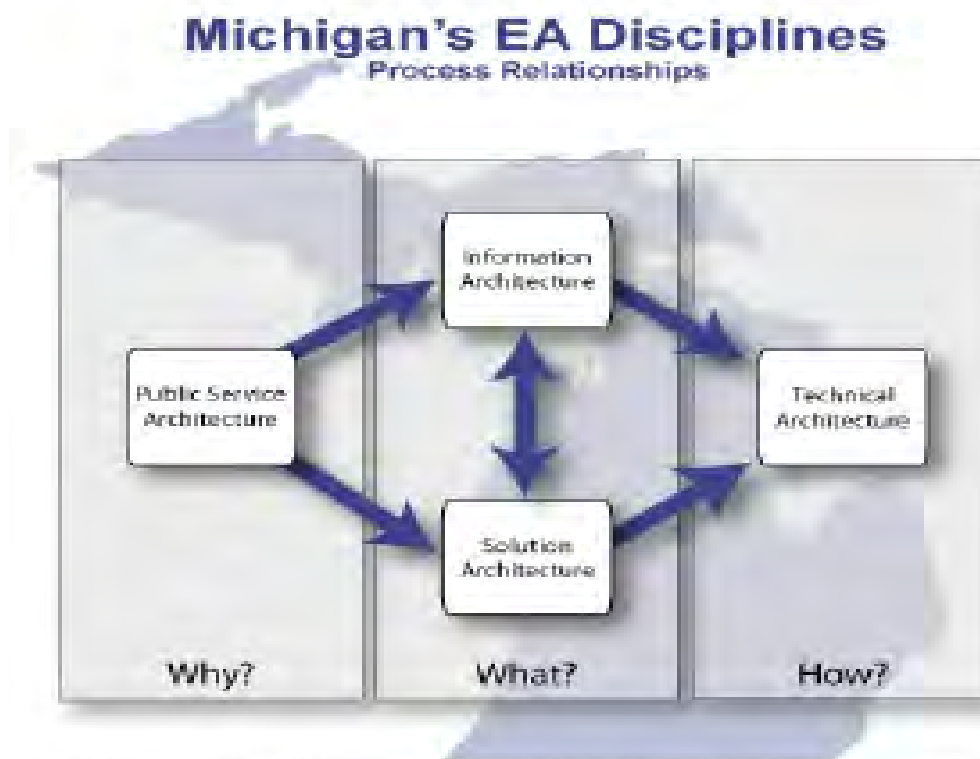 Michigan's EA Disciplines
Process Relationships
Information
Architecture
Public Service
Architecture
Technical
Architecture
Solution
Architecture
Why?
What?
How?